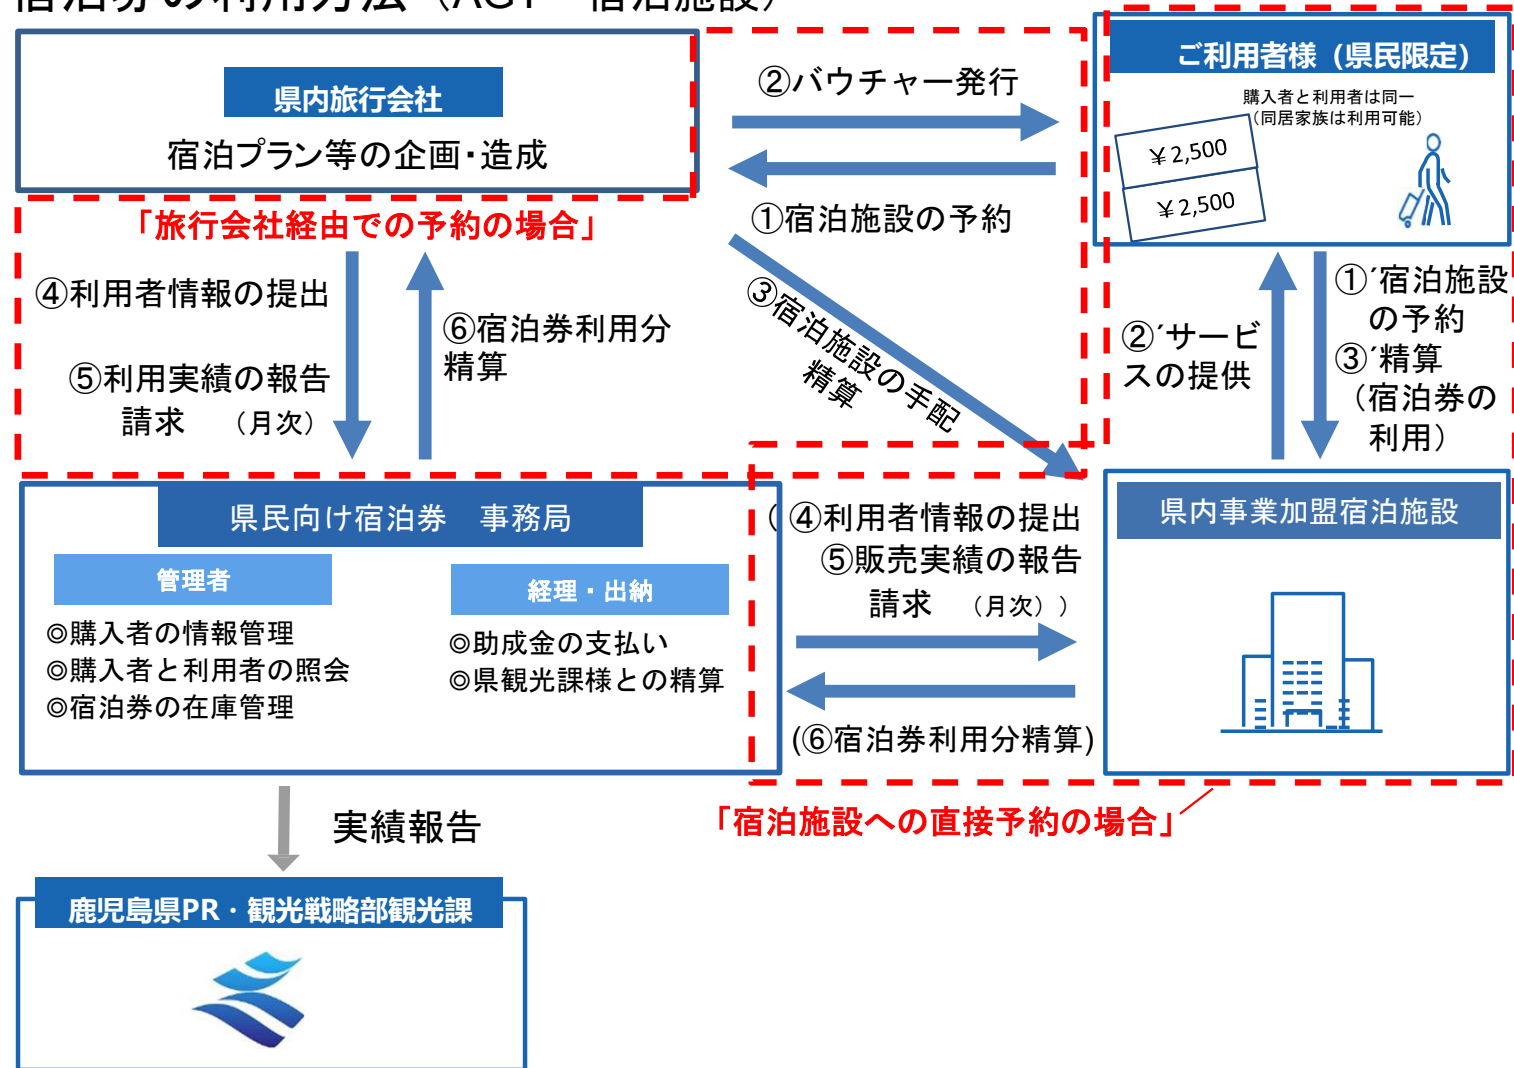 宿泊券の利用方法（AGT 宿泊施設）
県内旅行会社
宿泊プラン等の企画・造成
②バウチャー発行
①宿泊施設の予約
ご利用者様（県民限定）
購入者と利用者は同一
（同居家族は利用可能）
￥2,500
￥2,500
「旅行会社経由での予約の場合」
④利用者情報の提出
⑤利用実績の報告
請求　（月次）
⑥宿泊券利用分
精算
③宿泊施設の手配
精算
②´サービ
スの提供
①´宿泊施設
の予約
③´精算
（宿泊券の
利用）
県民向け宿泊券　事務局
管理者
◎購入者の情報管理
◎購入者と利用者の照会
◎宿泊券の在庫管理
経理・出納
◎助成金の支払い
◎県観光課様との精算
（④利用者情報の提出
⑤販売実績の報告
請求　（月次））
(⑥宿泊券利用分精算)
県内事業加盟宿泊施設
「宿泊施設への直接予約の場合」
実績報告
鹿児島県PR・観光戦略部観光課